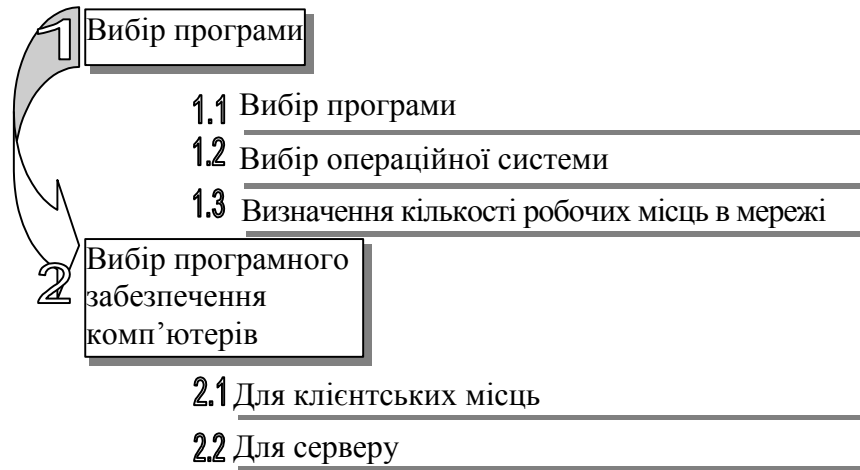 1 Вибір програми
1.1 Вибір програми
1.2 Вибір операційної системи
1.3 Визначення кількості робочих місць в мережі
2 Вибір програмного
забезпечення
комп’ютерів
2.1 Для клієнтських місць
2.2 Для серверу